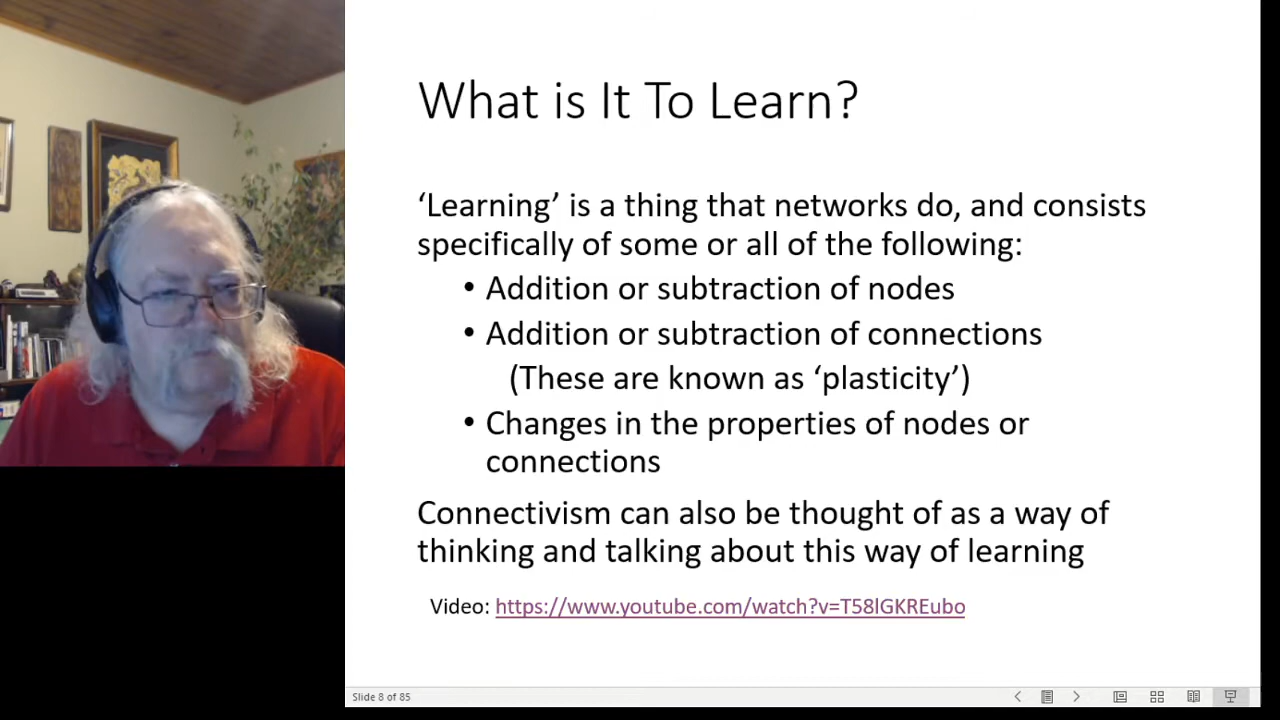 What is It To Learn?
‘Learning’ is a thing that networks do, and consists
specifically of some or all of the following:
• Addition or subtraction of nodes
• Addition or subtraction of connections
(These are known as ‘plasticity’)
• Changes in the properties of nodes or
connections
Connectivism can also be thought of as a way of
thinking and talking about this way of learning
Video: https://www.youtube.com/watch?v=T58lGKREubo
Slide 8 of 85